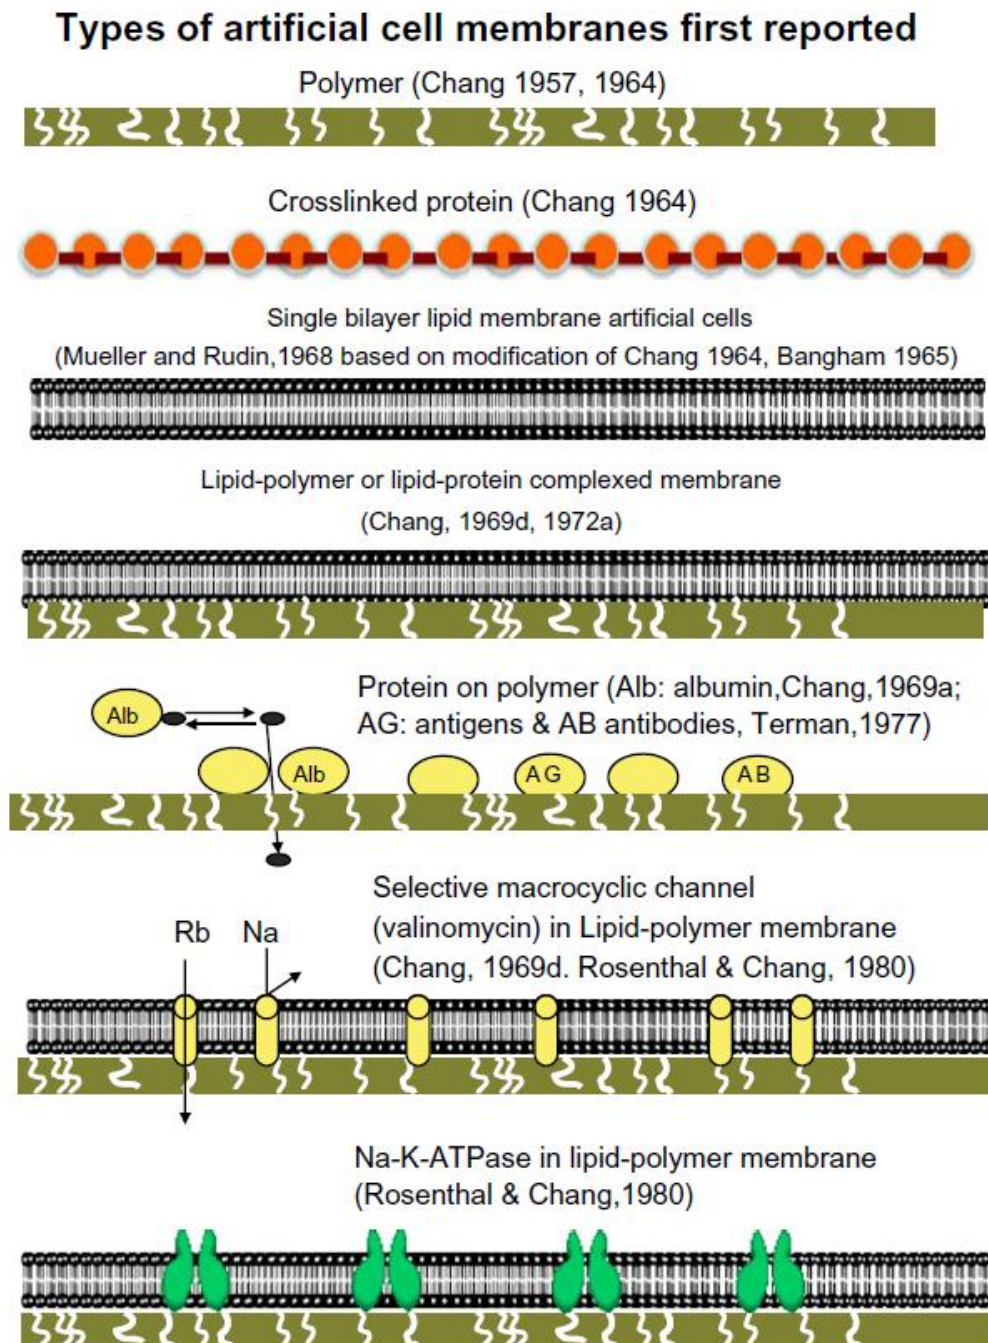 Types of artificial cell membranes first reported
Polymer (Chang 1957, 1964)
Crosslinked protein (Chang 1964)
Single bilayer lipid membrane artificial cells
(Mueller and Rudin,1968 based on modification of Chang 1964, Bangham 1965)
Lipid-polymer or lipid-protein complexed membrane
(Chang, 1969d, 1972a)
Protein on polymer (Alb: albumin,Chang,1969a;
AG: antigens & AB antibodies, Terman,1977)
Alb
Alb
AG
AB
Selective macrocyclic channel
(valinomycin) in Lipid-polymer membrane
(Chang, 1969d. Rosenthal & Chang, 1980)
Rb Na
Na-K-ATPase in lipid-polymer membrane
(Rosenthal & Chang,1980)